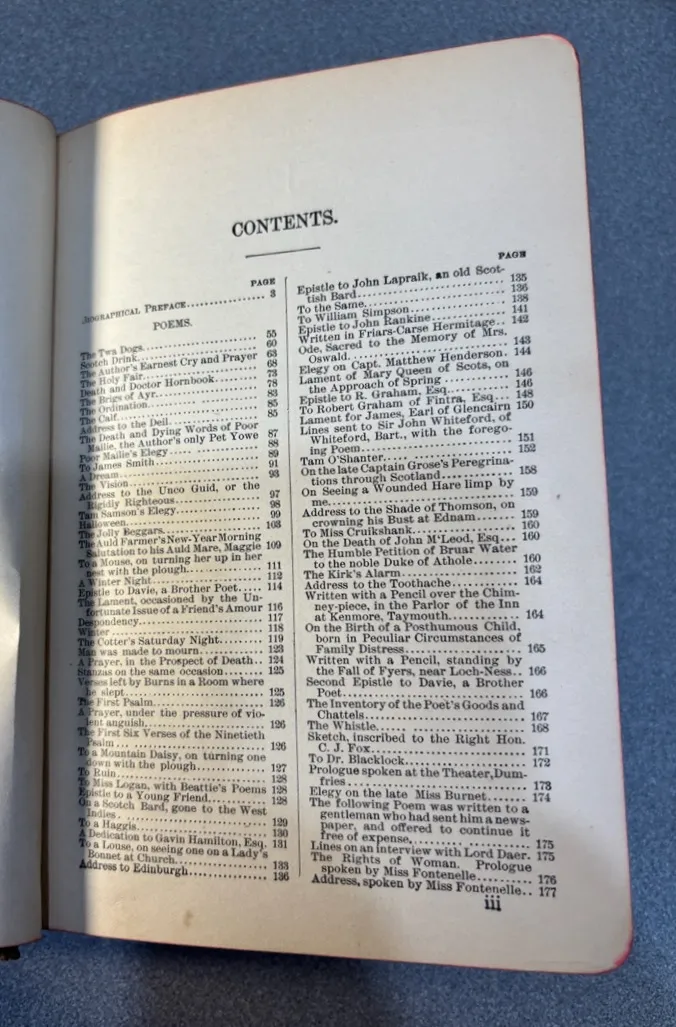 CONTENTS.
PAGE
BIOGRAPHICAL PREFACE................ 3
POEMS.
The Twa Dogs........................ 55
Scotch Drink........................ 60
The Author's Earnest Cry and Prayer 63
The Holy Fair....................... 68
Death and Doctor Hornbook........... 73
The Brigs of Ayr.................... 78
The Ordination...................... 83
The Calf............................ 85
Address to the Deil................. 85
The Death and Dying Words of Poor
Mailie, the Author's only Pet Yowe 87
Poor Mailie's Elegy................. 88
To James Smith...................... 89
A Dream............................. 91
The Vision.......................... 93
Address to the Unco Guid, or the
Rigidly Righteous................... 97
Tam Samson's Elegy.................. 98
Halloween........................... 99
The Jolly Beggars................... 103
The Auld Farmer's New-Year Morning
Salutation to his Auld Mare, Maggie 109
To a Mouse, on turning her up in her
nest with the plough................ 111
A Winter Night...................... 112
Epistle to Davie, a Brother Poet..... 114
The Lament, occasioned by the Un-
fortunate Issue of a Friend's Amour 116
Despondency......................... 117
Winter.............................. 118
The Cotter's Saturday Night......... 119
Man was made to mourn............... 123
A Prayer, in the Prospect of Death.. 124
Stanzas on the same occasion........ 125
Verses left by Burns in a Room where
he slept............................ 125
The First Psalm..................... 126
A Prayer, under the pressure of vio-
lent anguish........................ 126
The First Six Verses of the Ninetieth
Psalm............................... 126
To a Mountain Daisy, on turning one
down with the plough................ 127
To Ruin............................. 128
To Miss Logan, with Beattie's Poems 128
Epistle to a Young Friend........... 128
On a Scotch Bard, gone to the West
Indies.............................. 129
To a Haggis......................... 130
A Dedication to Gavin Hamilton, Esq. 131
To a Louse, on seeing one on a Lady's
Bonnet at Church.................... 133
Address to Edinburgh................ 136
PAGE
Epistle to John Lapraik, an old Scot-
tish Bard........................... 135
To the Same......................... 136
To William Simpson.................. 138
Epistle to John Rankine............. 141
Written in Friars-Carse Hermitage.. 142
Ode, Sacred to the Memory of Mrs.
Oswald.............................. 143
Elegy on Capt. Matthew Henderson. 144
Lament of Mary Queen of Scots, on
the Approach of Spring.............. 146
Epistle to R. Graham, Esq........... 146
To Robert Graham of Fintra, Esq... 148
Lament for James, Earl of Glencairn 150
Lines sent to Sir John Whiteford, of
Whiteford, Bart., with the forego-
ing Poem............................ 151
Tam O'Shanter....................... 152
On the late Captain Grose's Peregrina-
tions through Scotland.............. 158
On Seeing a Wounded Hare limp by
me.................................. 159
Address to the Shade of Thomson, on
crowning his Bust at Ednam.......... 159
To Miss Cruikshank.................. 160
On the Death of John M'Leod, Esq... 160
The Humble Petition of Bruar Water
to the noble Duke of Athole......... 160
The Kirk's Alarm.................... 162
Address to the Toothache............ 164
Written with a Pencil over the Chim-
ney-piece, in the Parlor of the Inn
at Kenmore, Taymouth................ 164
On the Birth of a Posthumous Child,
born in Peculiar Circumstances of
Family Distress..................... 165
Written with a Pencil, standing by
the Fall of Fyers, near Loch-Ness.. 166
Second Epistle to Davie, a Brother
Poet................................ 166
The Inventory of the Poet's Goods and
Chattels............................ 167
The Whistle......................... 168
Sketch, inscribed to the Right Hon.
C. J. Fox........................... 171
To Dr. Blacklock.................... 172
Prologue spoken at the Theater, Dum-
fries............................... 173
Elegy on the late Miss Burnet....... 174
The following Poem was written to a
gentleman who had sent him a news-
paper, and offered to continue it
free of expense..................... 175
Lines on an interview with Lord Daer. 175
The Rights of Woman. Prologue
spoken by Miss Fontenelle........... 176
Address, spoken by Miss Fontenelle.. 177
iii